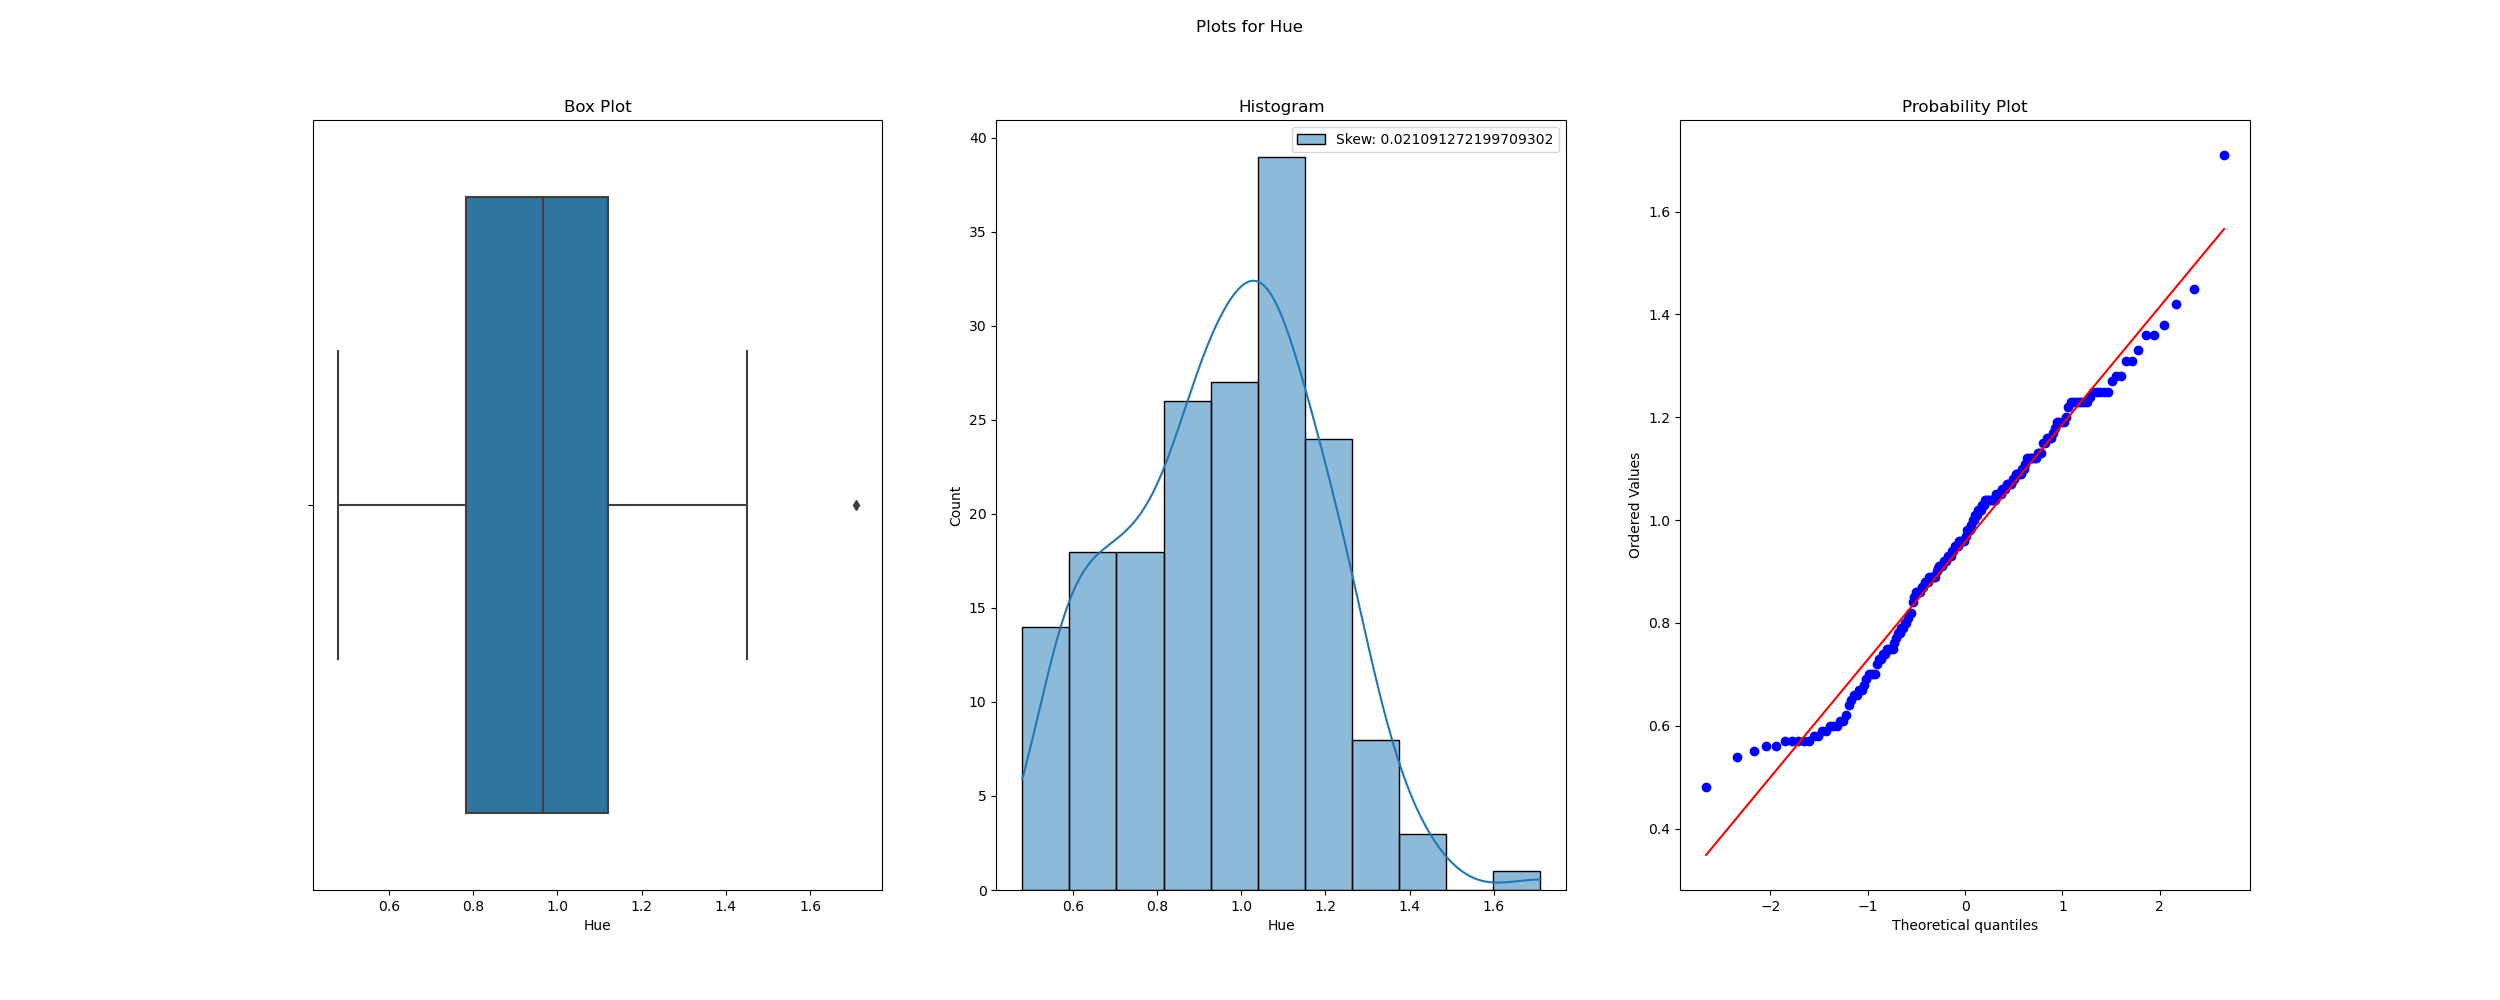 Plots for Hue
Box Plot
0.6 0.8 1.0 1.2 1.4 1.6
Hue
Histogram
Skew: 0.021091272199709302
40
35
30
25
20
15
10
5
0
Count
0.6 0.8 1.0 1.2 1.4 1.6
Hue
Probability Plot
1.6
1.4
1.2
1.0
0.8
0.6
0.4
Ordered Values
−2 −1 0 1 2
Theoretical quantiles